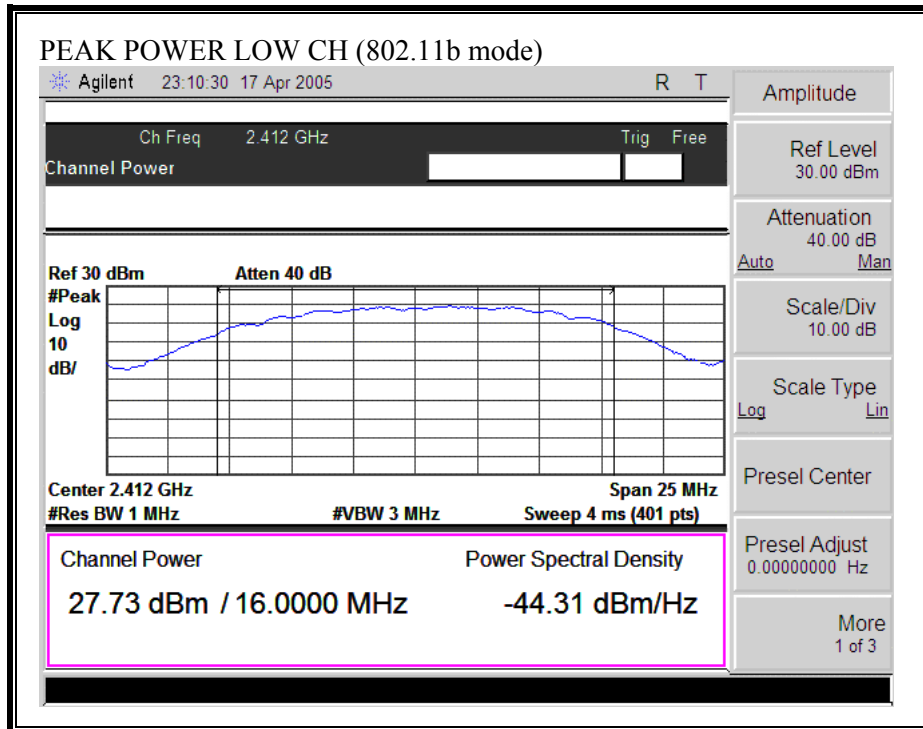 PEAK POWER LOW CH (802.11b mode)
Agilent 23:10:30 17 Apr 2005 R T
Ch Freq 2.412 GHz Trig Free
Channel Power
Ref 30 dBm Atten 40 dB
#Peak
Log
10
dB/
Center 2.412 GHz Span 25 MHz
#Res BW 1 MHz #VBW 3 MHz Sweep 4 ms (401 pts)
Channel Power Power Spectral Density
27.73 dBm / 16.0000 MHz -44.31 dBm/Hz
Amplitude
Ref Level
30.00 dBm
Attenuation
40.00 dB
Auto Man
Scale/Div
10.00 dB
Scale Type
Log Lin
Presel Center
Presel Adjust
0.00000000 Hz
More
1 of 3